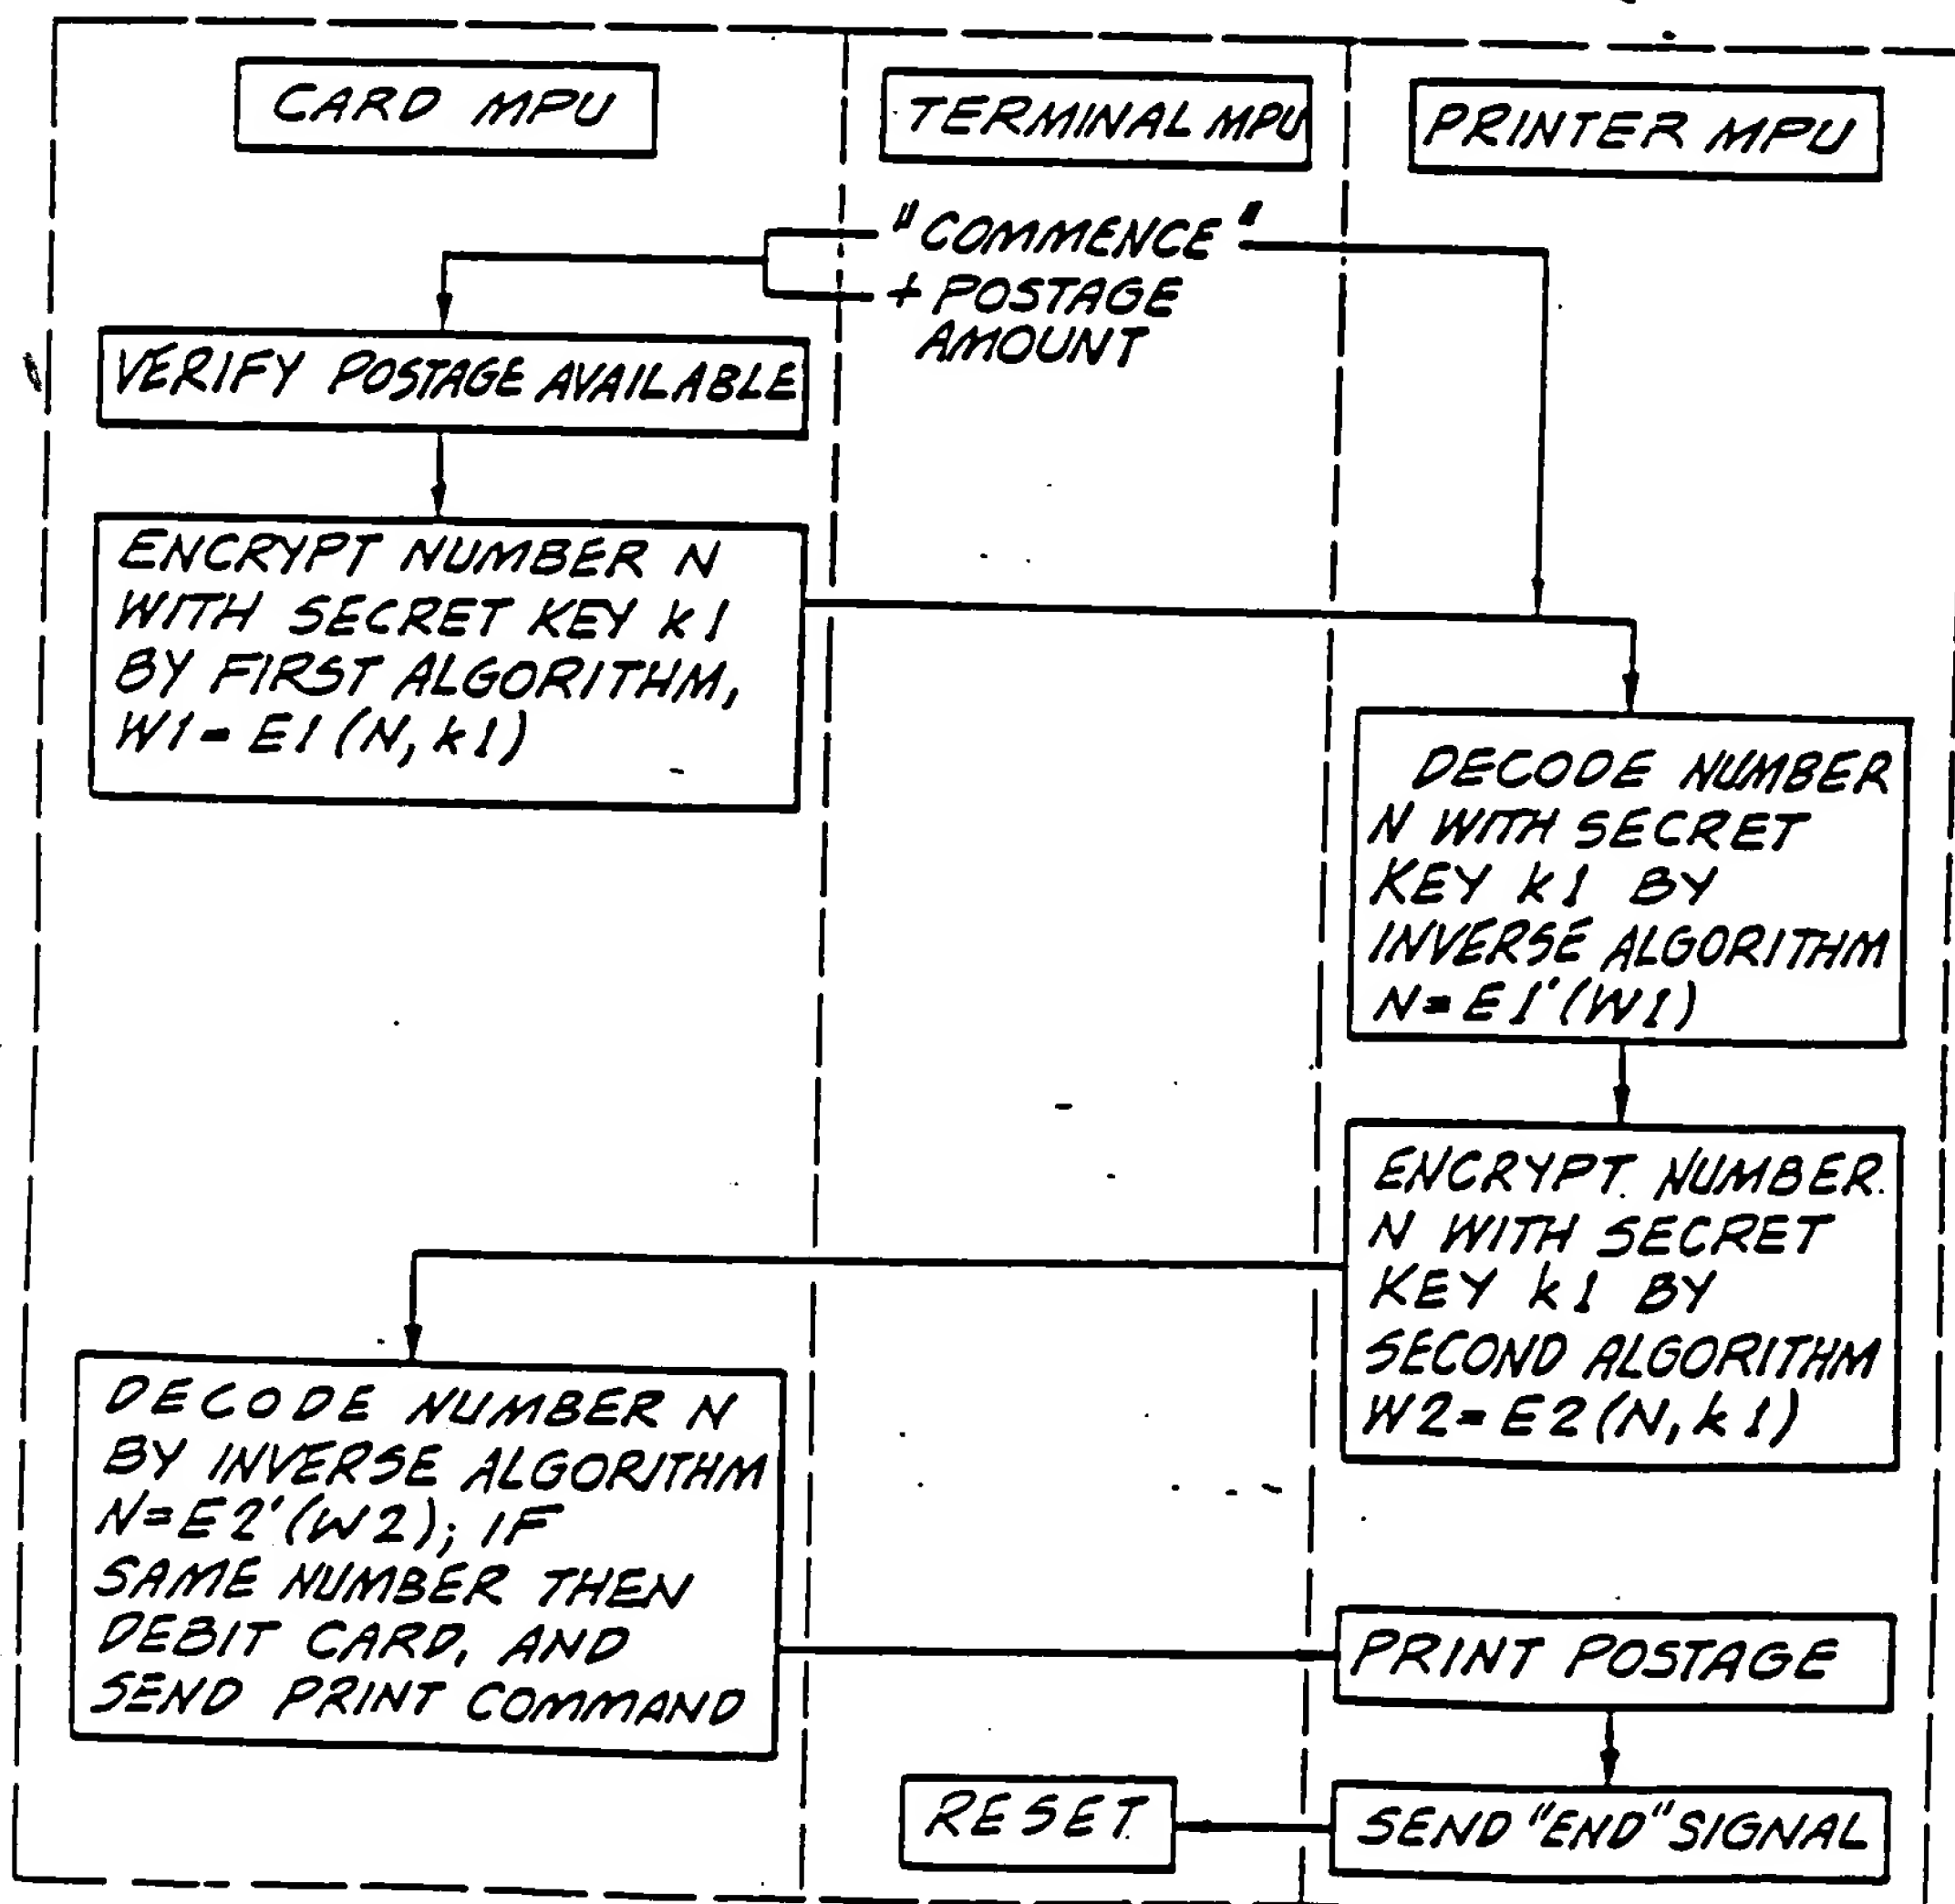 CARD MPU
TERMINAL MPU
PRINTER MPU
"COMMENCE"
+ POSTAGE
AMOUNT
VERIFY POSTAGE AVAILABLE
ENCRYPT NUMBER N
WITH SECRET KEY k1
BY FIRST ALGORITHM,
W1=E1(N,k1)
DECODE NUMBER
N WITH SECRET
KEY k1 BY
INVERSE ALGORITHM
N=E1'(W1)
ENCRYPT NUMBER
N WITH SECRET
KEY k1 BY
SECOND ALGORITHM
W2=E2(N,k1)
DECODE NUMBER N
BY INVERSE ALGORITHM
N=E2'(W2); IF
SAME NUMBER THEN
DEBIT CARD, AND
SEND PRINT COMMAND
PRINT POSTAGE
RESET
SEND "END" SIGNAL